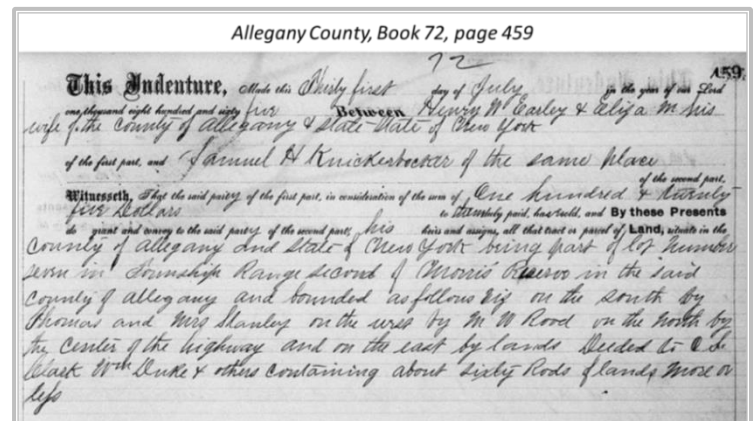 Allegany County, Book 72, page 459
72
459
This Indenture, Made this Thirty first day of July in the year of our Lord
one thousand eight hundred and sixty five Between Henry W Earley & Eliza M his
wife of the county of Allegany & state state of New York
of the first part, and Samuel H Knickerbocker of the same place
of the second part,
Witnesseth, That the said party of the first part, in consideration of the sum of One hundred & twenty
five Dollars to duly paid, has sold, and By these Presents
do grant and convey to the said party of the second part, his heirs and assigns, all that tract or parcel of Land, situate in the
county of Allegany and state of New York being part of lot number
seven in Township Range second of Morris Reserve in the said
county of Allegany and bounded as follows viz on the south by
Thomas and Mrs Stanley on the west by M W Rood on the north by
the center of the highway and on the east by lands Deeded to
Clark Wm Duke & others containing about sixty Rods of land, more or
less